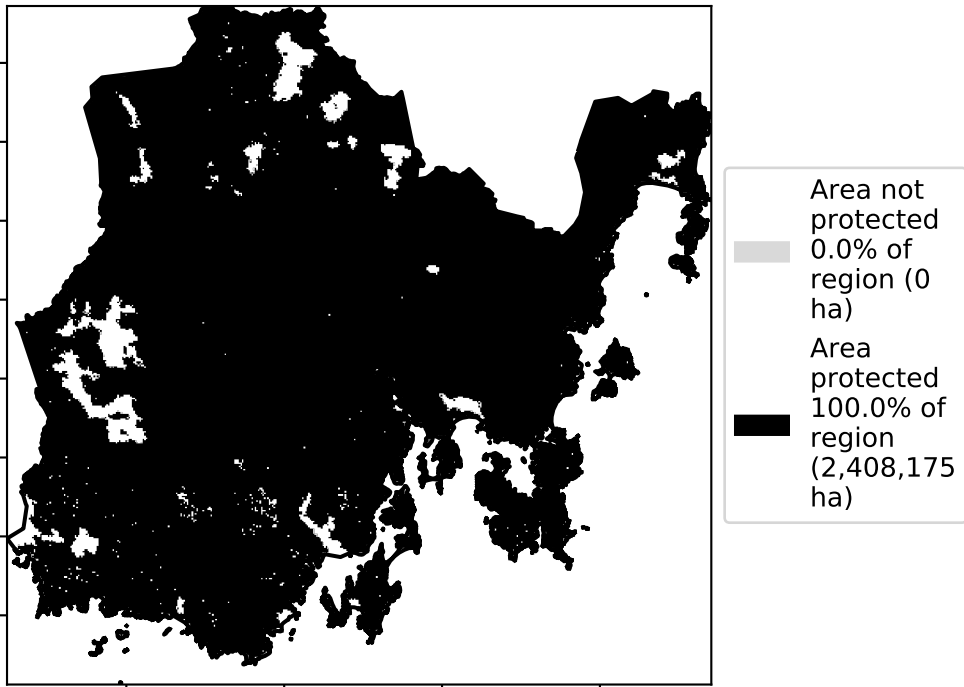 Area not
protected
0.0% of
region (0
ha)
Area
protected
100.0% of
region
(2,408,175
ha)